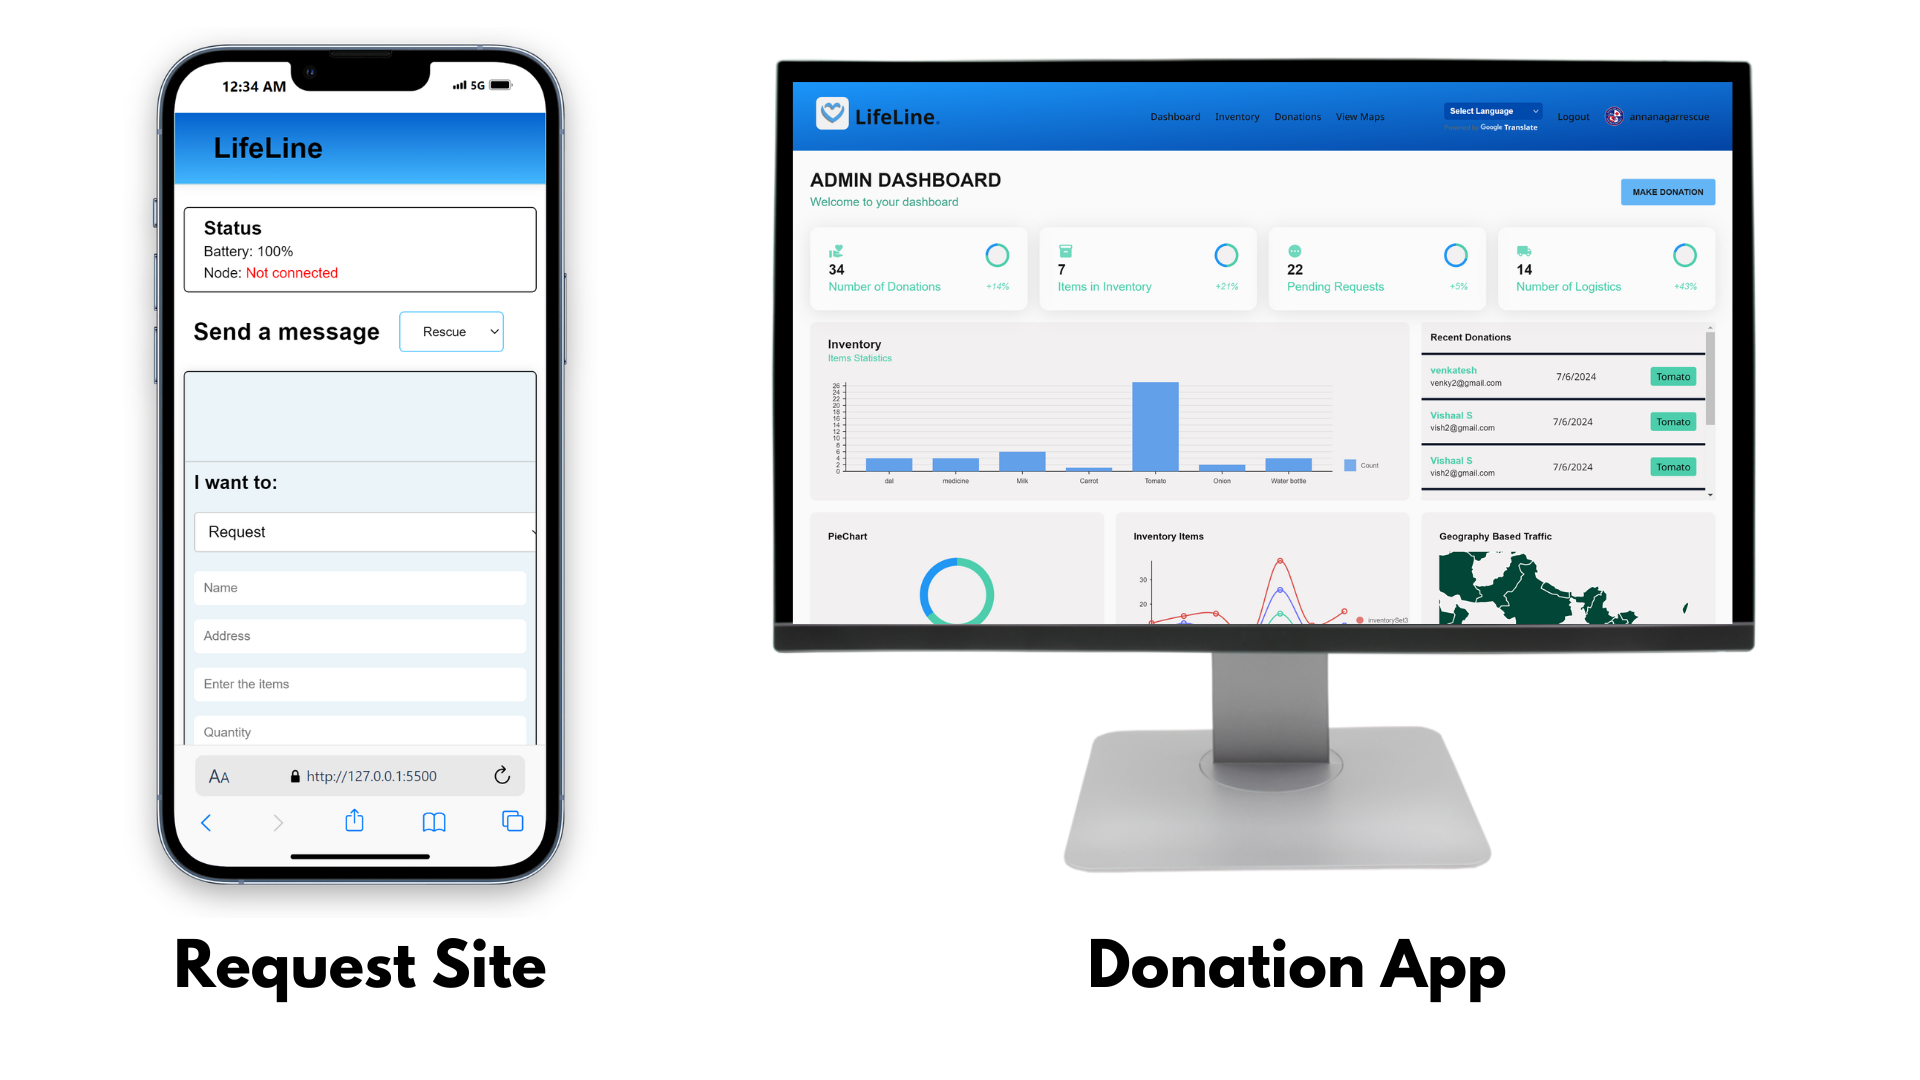 12:34 AM
5G
LifeLine
Status
Battery: 100%
Node: Not connected
Send a message
Rescue
I want to:
Request
Name
Address
Enter the items
Quantity
AA
http://127.0.0.1:5500
Request Site
LifeLine.
Dashboard
Inventory
Donations
View Maps
Select Language
Google Translate
Logout
annanagarrescue
ADMIN DASHBOARD
Welcome to your dashboard
MAKE DONATION
34
Number of Donations
+14%
7
Items in Inventory
+21%
22
Pending Requests
+5%
14
Number of Logistics
+43%
Inventory
Items Statistics
26
24
22
20
18
16
14
12
10
8
6
4
2
0
dal
medicine
Milk
Carrot
Tomato
Onion
Water bottle
Count
Recent Donations
venkatesh
venky2@gmail.com
7/6/2024
Tomato
Vishaal S
vish2@gmail.com
7/6/2024
Tomato
Vishaal S
vish2@gmail.com
7/6/2024
Tomato
PieChart
Inventory Items
30
20
inventorySet3
Geography Based Traffic
Donation App